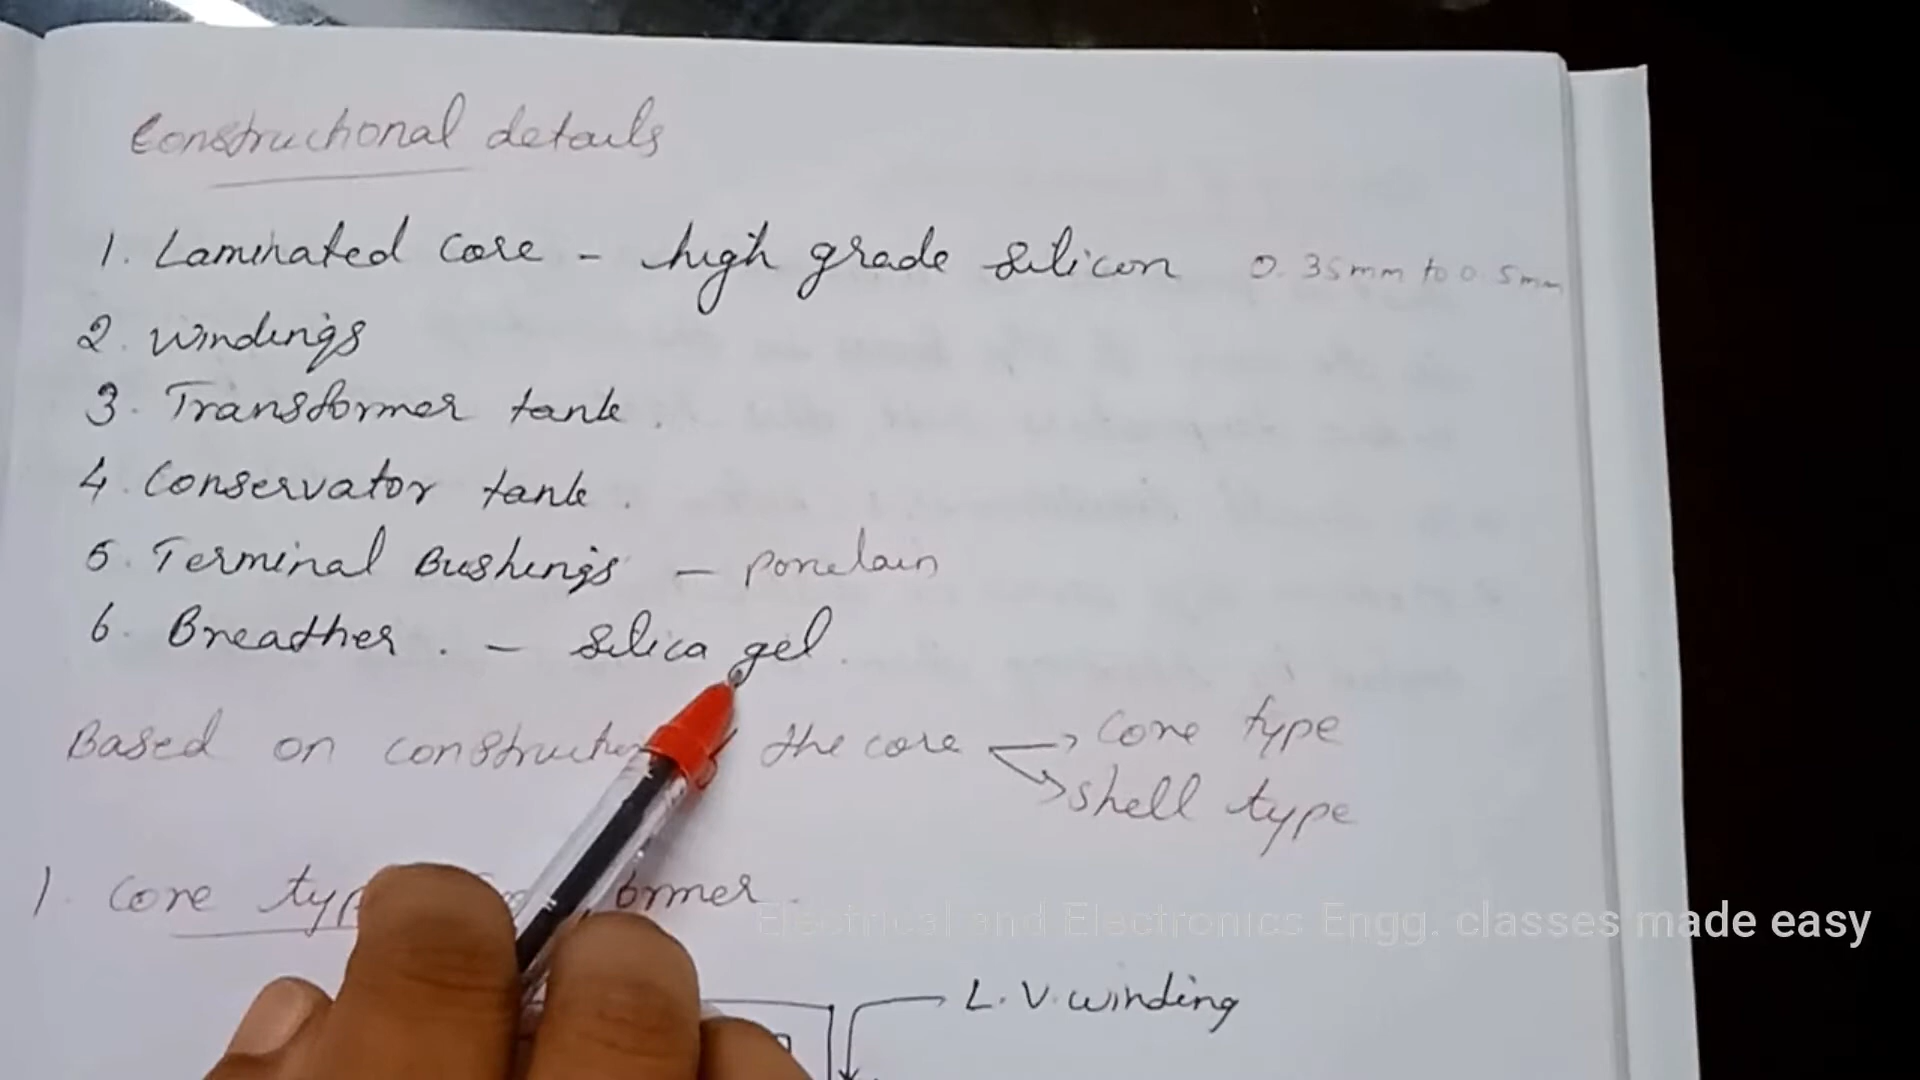 Constructional details
1. Laminated core - high grade silicon 0.35mm to 0.5mm
2. Windings
3. Transformer tank.
4. Conservator tank.
5. Terminal Bushings - porcelain
6. Breather. - Silica gel.
Based on the core → core type
→ shell type
1. Core
L.V. winding
Electrical and Electronics Engg. classes made easy